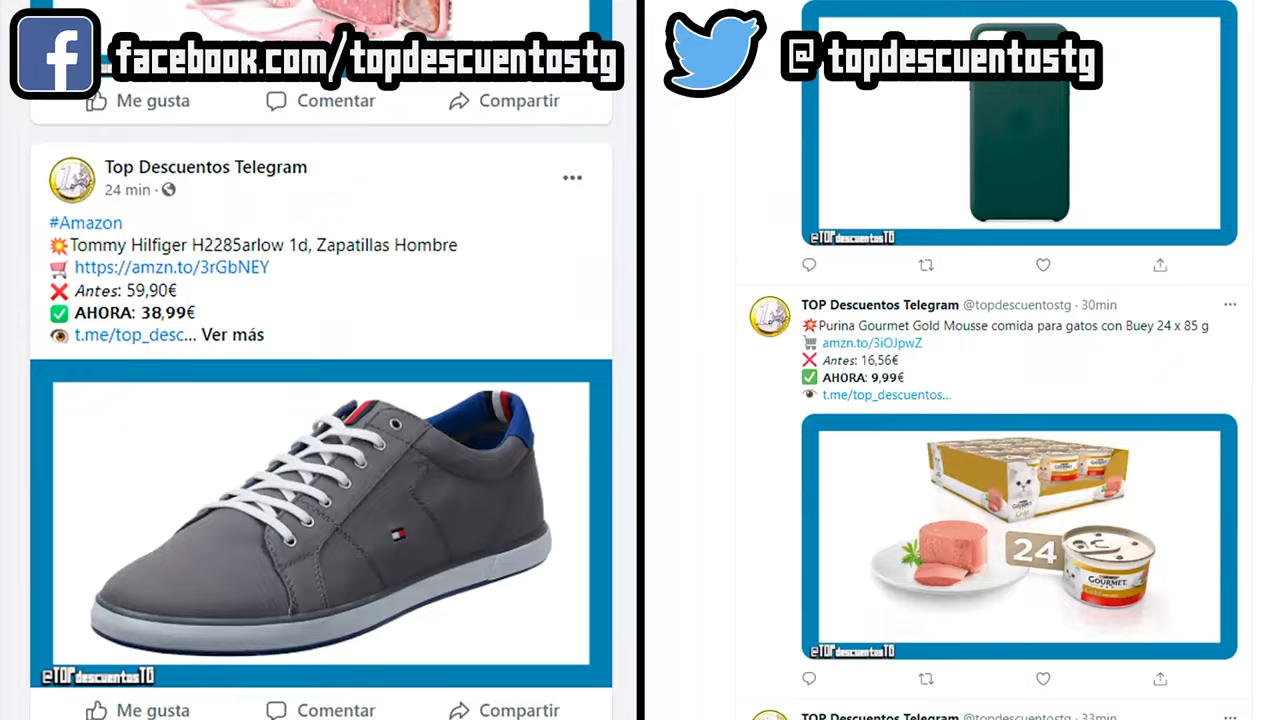 facebook.com/topdescuentostg
Me gusta Comentar Compartir
Top Descuentos Telegram
24 min ·
#Amazon
💥Tommy Hilfiger H2285arlow 1d, Zapatillas Hombre
🛒 https://amzn.to/3rGbNEY
❌ Antes: 59,90€
✅ AHORA: 38,99€
👁 t.me/top_desc... Ver más
@TOPdescuentosTG
Me gusta Comentar Compartir
@topdescuentostg
@TOPdescuentosTG
TOP Descuentos Telegram @topdescuentostg · 30min
💥Purina Gourmet Gold Mousse comida para gatos con Buey 24 x 85 g
🛒 amzn.to/3iOJpwZ
❌ Antes: 16,56€
✅ AHORA: 9,99€
👁 t.me/top_descuentos...
24
GOURMET
@TOPdescuentosTG
TOP Descuentos Telegram @topdescuentostg · 33min